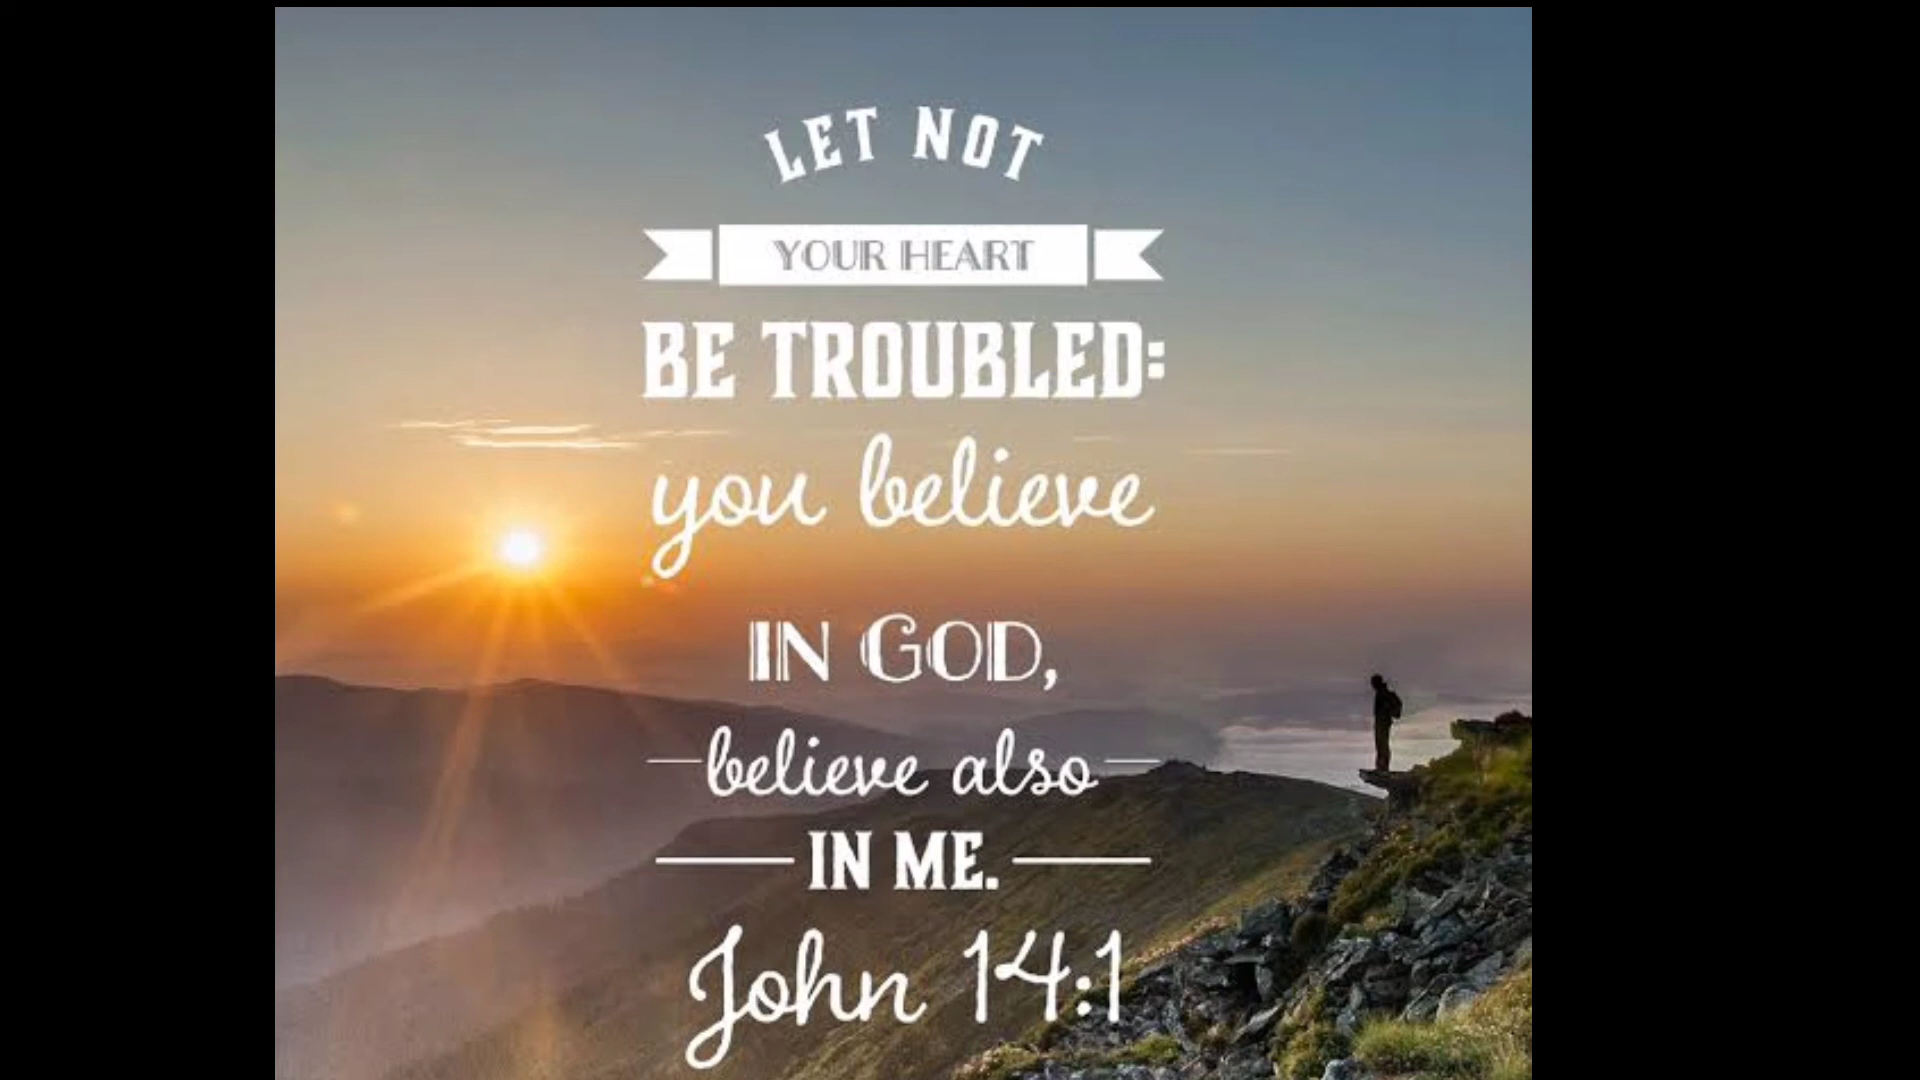 LET NOT
YOUR HEART
BE TROUBLED:
you believe
IN GOD,
believe also
IN ME.
John 14:1